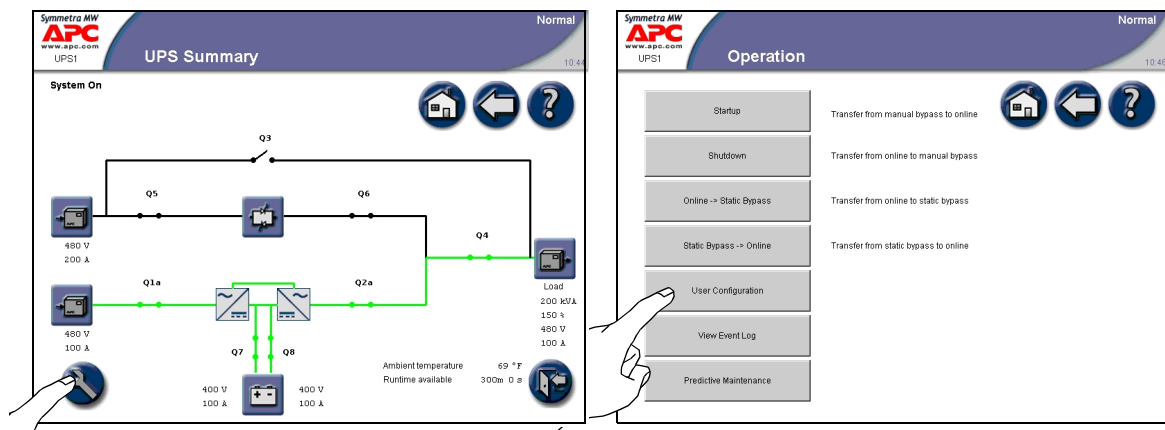 Symmetra MW
APC
www.apc.com
UPS1
UPS Summary
Normal
10:44
System On
Q3
Q5
Q6
Q4
480 V
200 A
Q1a
Q2a
Load
200 kVA
150 %
480 V
100 A
480 V
100 A
Q7
Q8
400 V
100 A
400 V
100 A
Ambient temperature 69 °F
Runtime available 300m 0 s
Symmetra MW
APC
www.apc.com
UPS1
Operation
Normal
10:46
Startup
Transfer from manual bypass to online
Shutdown
Transfer from online to manual bypass
Online -> Static Bypass
Transfer from online to static bypass
Static Bypass -> Online
Transfer from static bypass to online
User Configuration
View Event Log
Predictive Maintenance